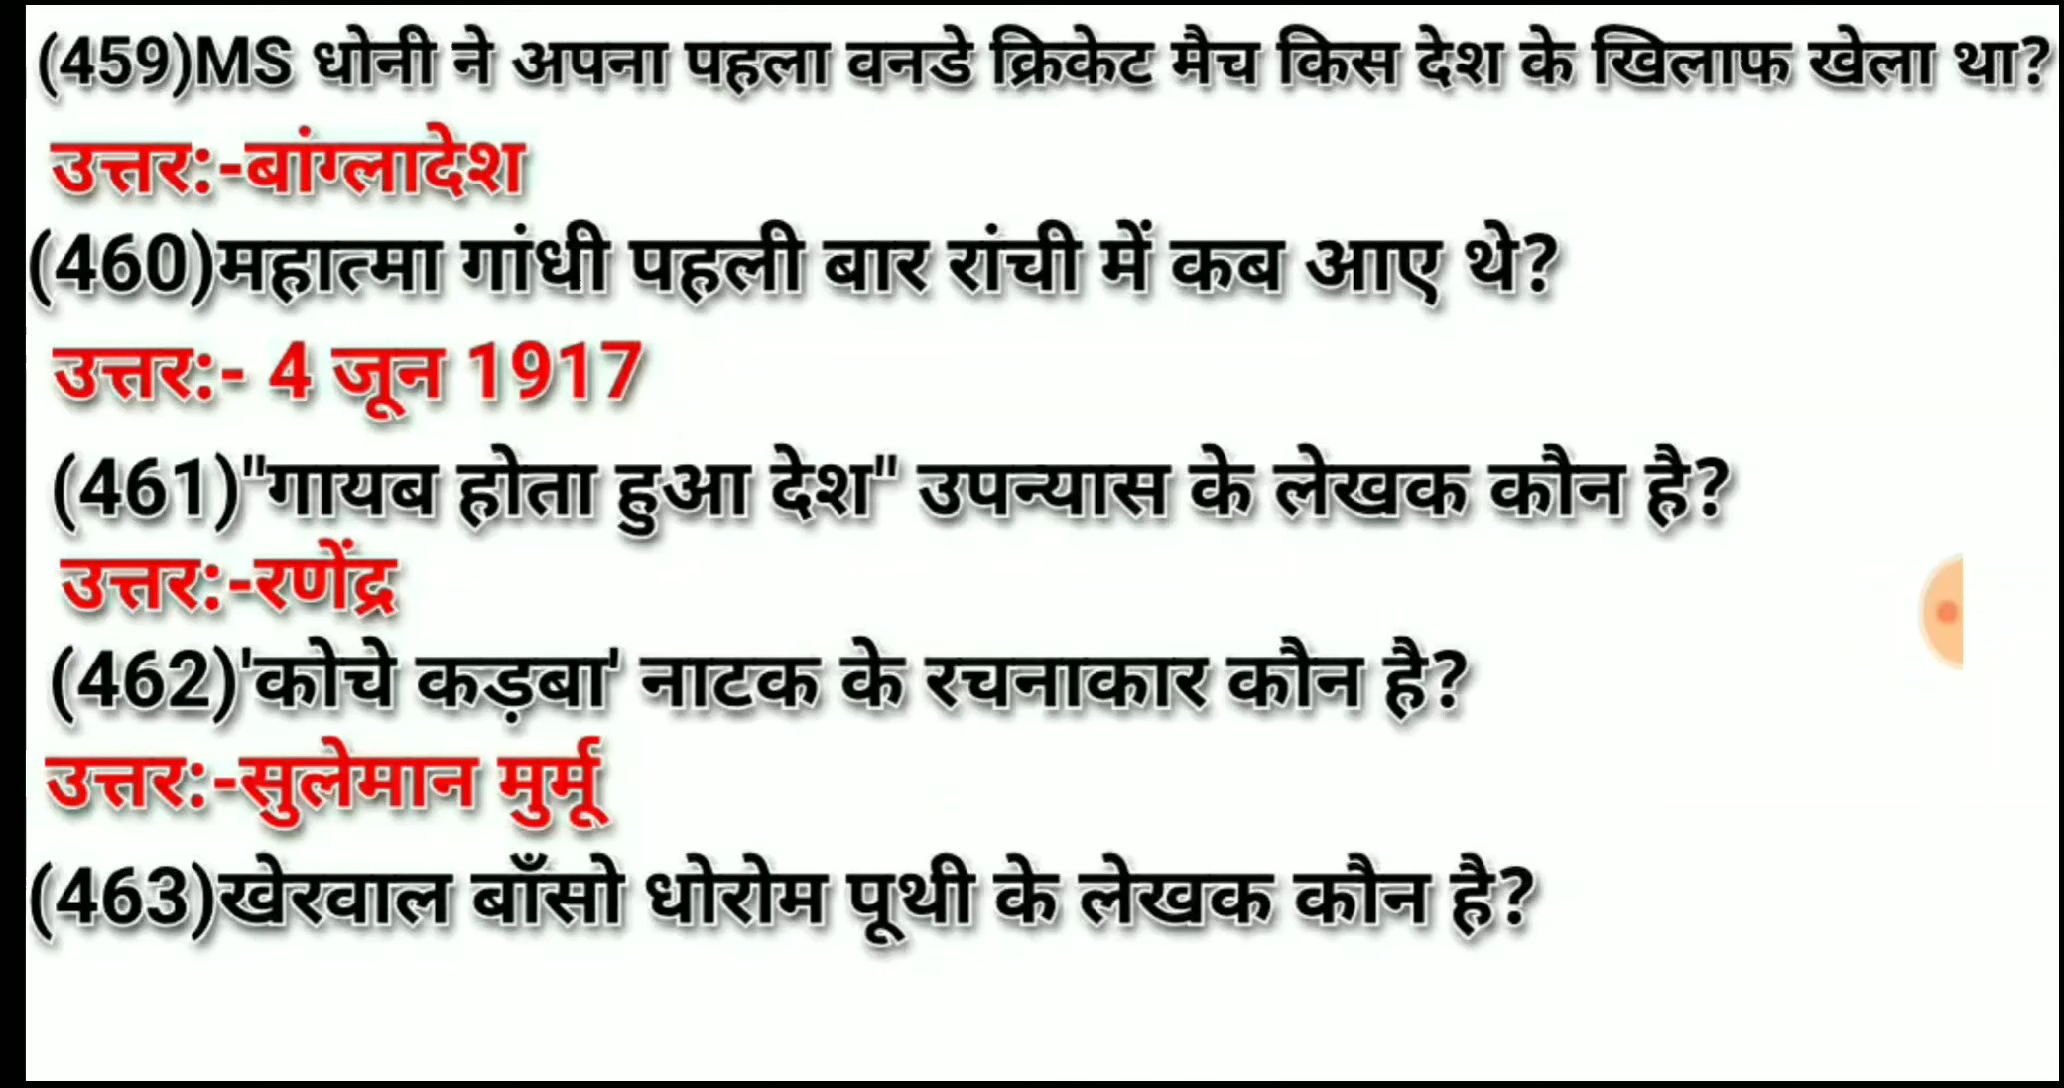 (459)MS धोनी ने अपना पहला वनडे क्रिकेट मैच किस देश के खिलाफ खेला था?
उत्तर:-बांग्लादेश
(460)महात्मा गांधी पहली बार रांची में कब आए थे?
उत्तर:- 4 जून 1917
(461)"गायब होता हुआ देश" उपन्यास के लेखक कौन है?
उत्तर:-रणेंद्र
(462)'कोचे कड़बा' नाटक के रचनाकार कौन है?
उत्तर:-सुलेमान मुर्मू
(463)खेरवाल बाँसो धोरोम पूथी के लेखक कौन है?